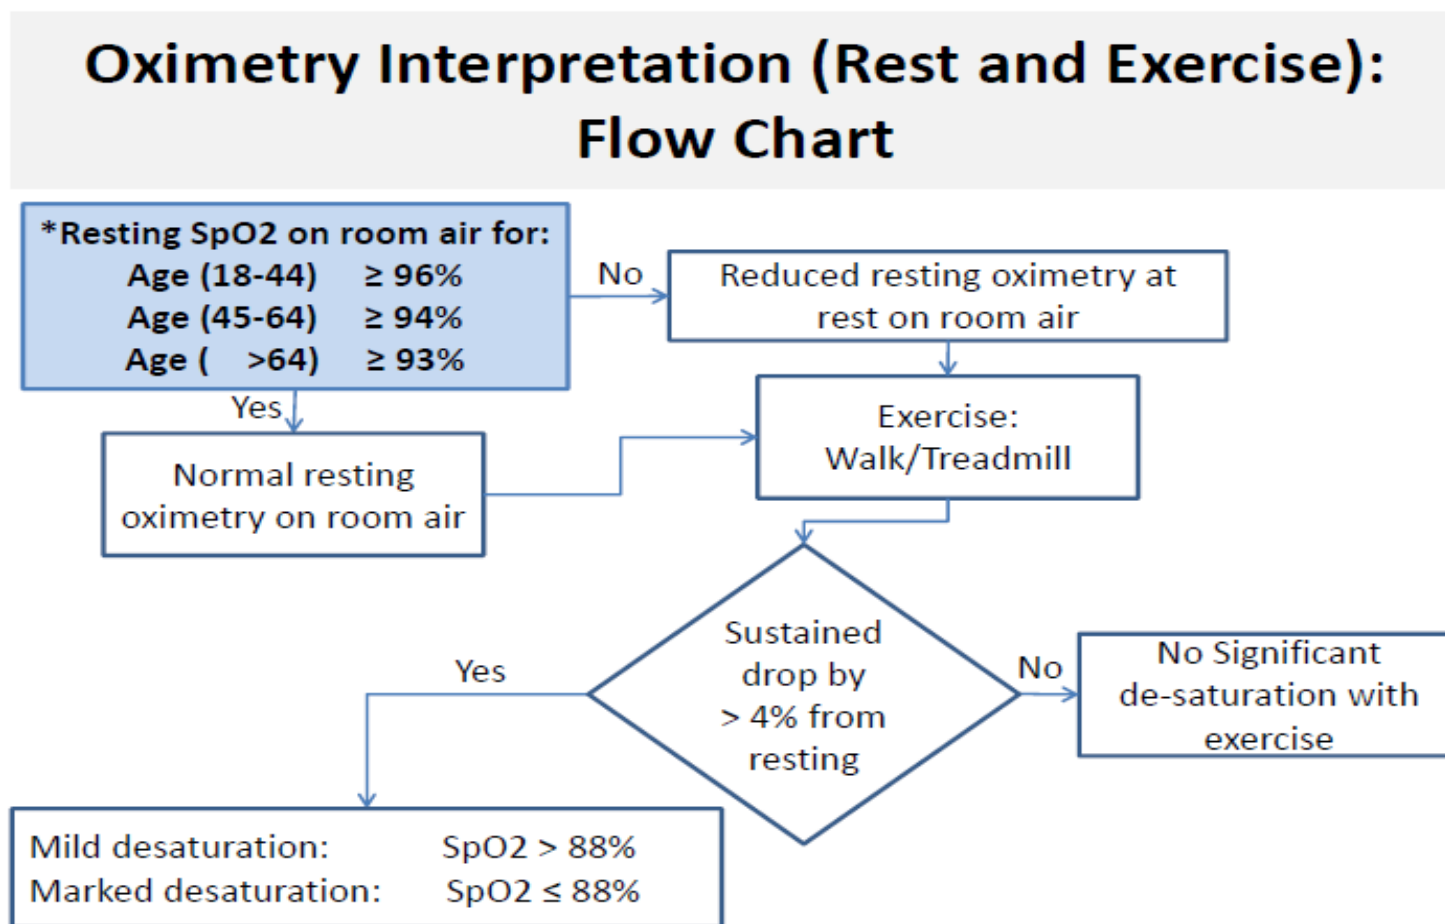 Oximetry Interpretation (Rest and Exercise):
Flow Chart
*Resting SpO2 on room air for:
Age (18-44) ≥ 96%
Age (45-64) ≥ 94%
Age ( >64) ≥ 93%
No
Reduced resting oximetry at
rest on room air
Yes
Normal resting
oximetry on room air
Exercise:
Walk/Treadmill
Sustained
drop by
> 4% from
resting
Yes
No
No Significant
de-saturation with
exercise
Mild desaturation: SpO2 > 88%
Marked desaturation: SpO2 ≤ 88%